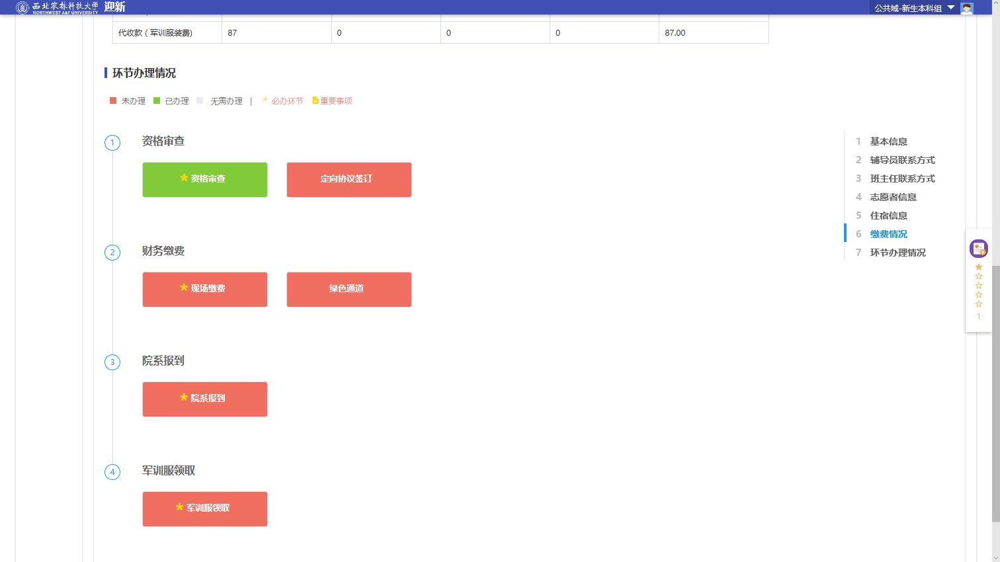 西北农林科技大学
NORTHWEST A&F UNIVERSITY
迎新
公共域-新生本科组
代收款 ( 军训服装费) 87 0 0 0 87.00
环节办理情况
未办理 已办理 无需办理 | * 必办环节 重要事项
1 资格审查
* 资格审查 定向协议签订
2 财务缴费
* 现场缴费 绿色通道
3 院系报到
* 院系报到
4 军训服领取
* 军训服领取
1 基本信息
2 辅导员联系方式
3 班主任联系方式
4 志愿者信息
5 住宿信息
6 缴费情况
7 环节办理情况
1